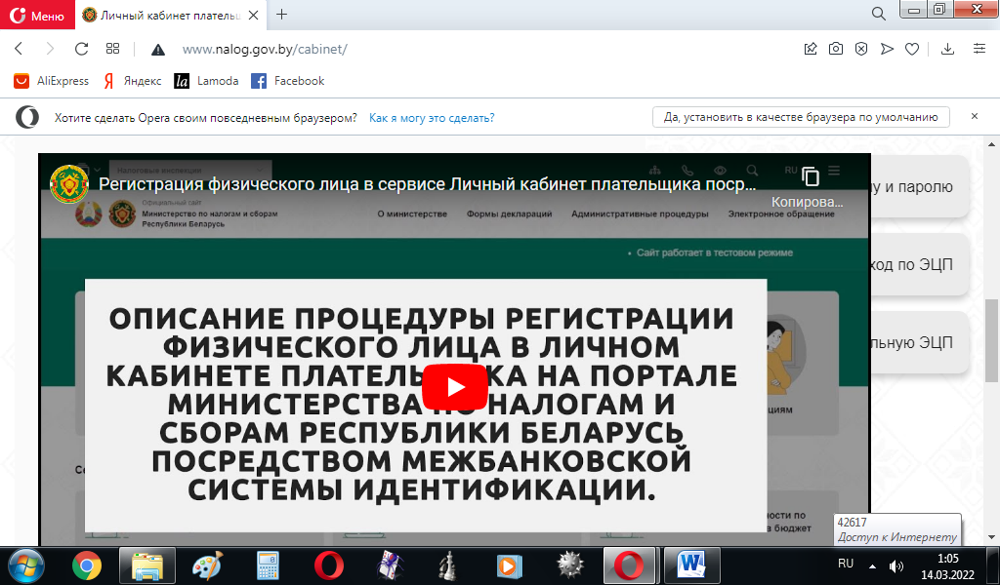 Меню
Личный кабинет плательщ
www.nalog.gov.by/cabinet/
AliExpress
Яндекс
la
Lamoda
Facebook
Хотите сделать Opera своим повседневным браузером?
Как я могу это сделать?
Да, установить в качестве браузера по умолчанию
Налоговые инспекции
RU
Регистрация физического лица в сервисе Личный кабинет плательщика поср...
Копирова...
у и паролю
Официальный сайт
Министерство по налогам и сборам
Республики Беларусь
О министерстве
Формы деклараций
Административные процедуры
Электронное обращение
• Сайт работает в тестовом режиме
ход по ЭЦП
льную ЭЦП
ОПИСАНИЕ ПРОЦЕДУРЫ РЕГИСТРАЦИИ
ФИЗИЧЕСКОГО ЛИЦА В ЛИЧНОМ
КАБИНЕТЕ ПЛАТЕЛЬ КА НА ПОРТАЛЕ
МИНИСТЕРСТВА ПО НАЛОГАМ И
СБОРАМ РЕСПУБЛИКИ БЕЛАРУСЬ
ПОСРЕДСТВОМ МЕЖБАНКОВСКОЙ
СИСТЕМЫ ИДЕНТИФИКАЦИИ.
циям
Се
ности по
в бюджет
42617
Доступ к Интернету
RU
1:05
14.03.2022